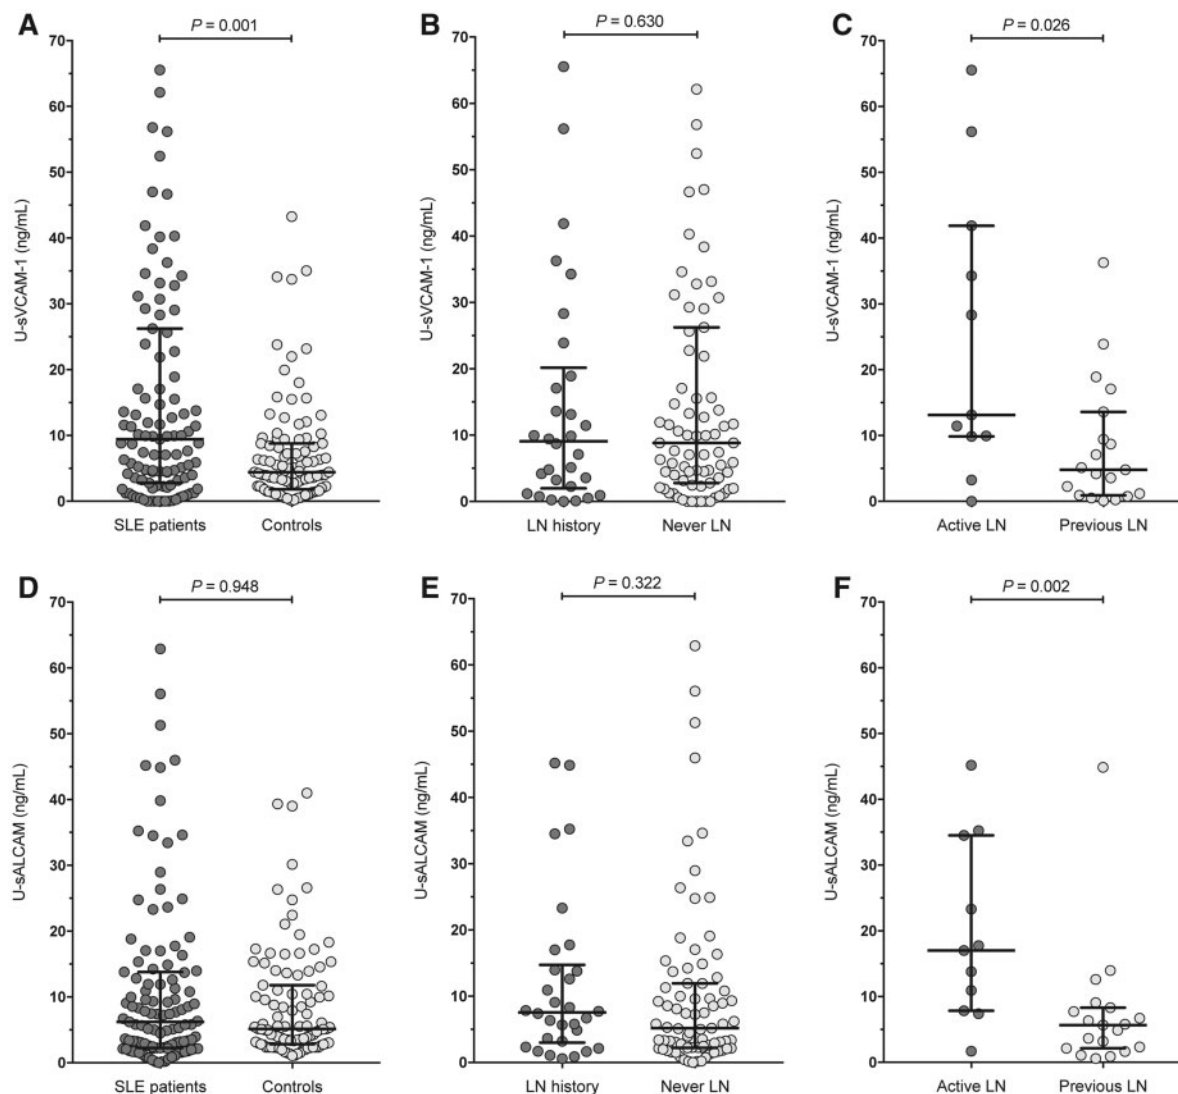 A
P = 0.001
70
60
50
40
30
20
10
0
U-sVCAM-1 (ng/mL)
SLE patients
Controls
B
P = 0.630
70
60
50
40
30
20
10
0
U-sVCAM-1 (ng/mL)
LN history
Never LN
C
P = 0.026
70
60
50
40
30
20
10
0
U-sVCAM-1 (ng/mL)
Active LN
Previous LN
D
P = 0.948
70
60
50
40
30
20
10
0
U-sALCAM (ng/mL)
SLE patients
Controls
E
P = 0.322
70
60
50
40
30
20
10
0
U-sALCAM (ng/mL)
LN history
Never LN
F
P = 0.002
70
60
50
40
30
20
10
0
U-sALCAM (ng/mL)
Active LN
Previous LN